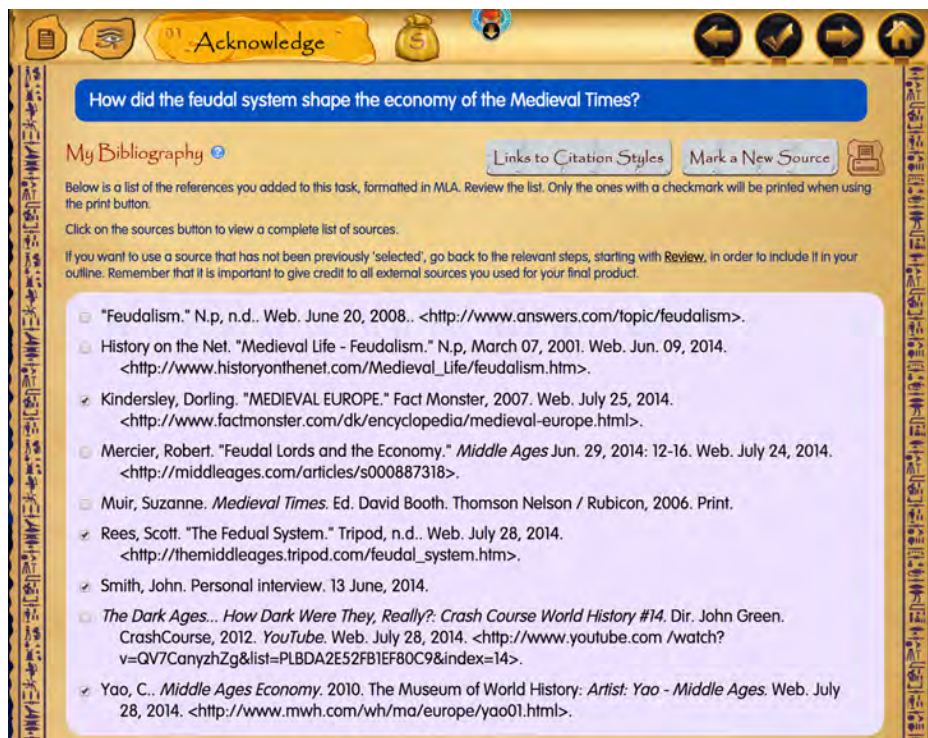 Acknowledge
How did the feudal system shape the economy of the Medieval Times?
My Bibliography ?
Links to Citation Styles
Mark a New Source
Below is a list of the references you added to this task, formatted in MLA. Review the list. Only the ones with a checkmark will be printed when using
the print button.
Click on the sources button to view a complete list of sources.
If you want to use a source that has not been previously 'selected', go back to the relevant steps, starting with Review, in order to include it in your
outline. Remember that it is important to give credit to all external sources you used for your final product.
"Feudalism." N.p, n.d.. Web. June 20, 2008.. <http://www.answers.com/topic/feudalism>.
History on the Net. "Medieval Life - Feudalism." N.p, March 07, 2001. Web. Jun. 09, 2014.
<http://www.historyonthenet.com/Medieval_Life/feudalism.htm>.
Kindersley, Dorling. "MEDIEVAL EUROPE." Fact Monster, 2007. Web. July 25, 2014.
<http://www.factmonster.com/dk/encyclopedia/medieval-europe.html>.
Mercier, Robert. "Feudal Lords and the Economy." Middle Ages Jun. 29, 2014: 12-16. Web. July 24, 2014.
<http://middleages.com/articles/s000887318>.
Muir, Suzanne. Medieval Times. Ed. David Booth. Thomson Nelson / Rubicon, 2006. Print.
Rees, Scott. "The Fedual System." Tripod, n.d.. Web. July 28, 2014.
<http://themiddleages.tripod.com/feudal_system.htm>.
Smith, John. Personal interview. 13 June, 2014.
The Dark Ages... How Dark Were They, Really?: Crash Course World History #14. Dir. John Green.
CrashCourse, 2012. YouTube. Web. July 28, 2014. <http://www.youtube.com /watch?
v=QV7CanyzhZg&list=PLBDA2E52FB1EF80C9&index=14>.
Yao, C.. Middle Ages Economy. 2010. The Museum of World History: Artist: Yao - Middle Ages. Web. July
28, 2014. <http://www.mwh.com/wh/ma/europe/yao01.html>.